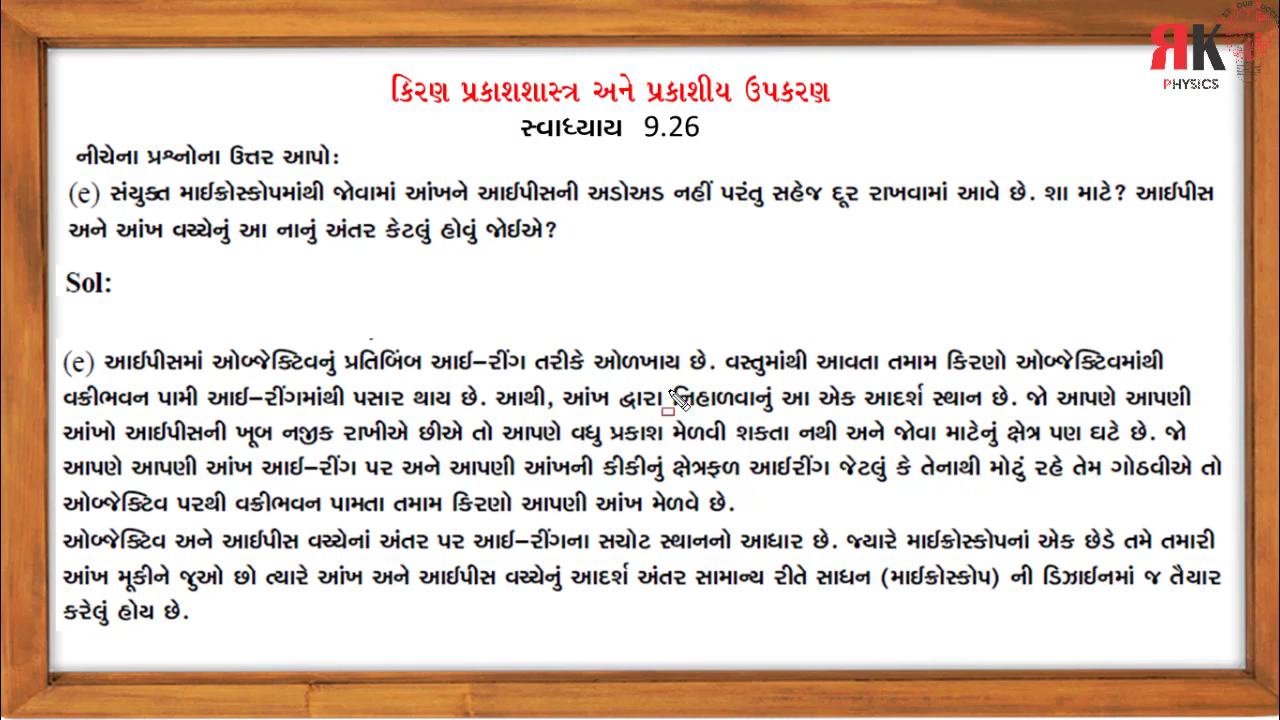 ЯK
PHYSICS
કિરણ પ્રકાશશાસ્ત્ર અને પ્રકાશીય ઉપકરણ
સ્વાધ્યાય 9.26
નીચેના પ્રશ્નોના ઉત્તર આપો:
(e) સંયુક્ત માઈક્રોસ્કોપમાંથી જોવામાં આંખને આઈપીસની અડોઅડ નહીં પરંતુ સહેજ દૂર રાખવામાં આવે છે. શા માટે? આઈપીસ
અને આંખ વચ્ચેનું આ નાનું અંતર કેટલું હોવું જોઈએ?
Sol:
(e) આઈપીસમાં ઓબ્જેક્ટિવનું પ્રતિબિંબ આઈ–રીંગ તરીકે ઓળખાય છે. વસ્તુમાંથી આવતા તમામ કિરણો ઓબ્જેક્ટિવમાંથી
વક્રીભવન પામી આઈ–રીંગમાંથી પસાર થાય છે. આથી, આંખ દ્વારા નિહાળવાનું આ એક આદર્શ સ્થાન છે. જો આપણે આપણી
આંખો આઈપીસની ખૂબ નજીક રાખીએ છીએ તો આપણે વધુ પ્રકાશ મેળવી શકતા નથી અને જોવા માટેનું ક્ષેત્ર પણ ઘટે છે. જો
આપણે આપણી આંખ આઈ–રીંગ પર અને આપણી આંખની કીકીનું ક્ષેત્રફળ આઈરીંગ જેટલું કે તેનાથી મોટું રહે તેમ ગોઠવીએ તો
ઓબ્જેક્ટિવ પરથી વક્રીભવન પામતા તમામ કિરણો આપણી આંખ મેળવે છે.
ઓબ્જેક્ટિવ અને આઈપીસ વચ્ચેનાં અંતર પર આઈ–રીંગના સચોટ સ્થાનનો આધાર છે. જ્યારે માઈક્રોસ્કોપનાં એક છેડે તમે તમારી
આંખ મૂકીને જુઓ છો ત્યારે આંખ અને આઈપીસ વચ્ચેનું આદર્શ અંતર સામાન્ય રીતે સાધન (માઈક્રોસ્કોપ) ની ડિઝાઈનમાં જ તૈયાર
કરેલું હોય છે.